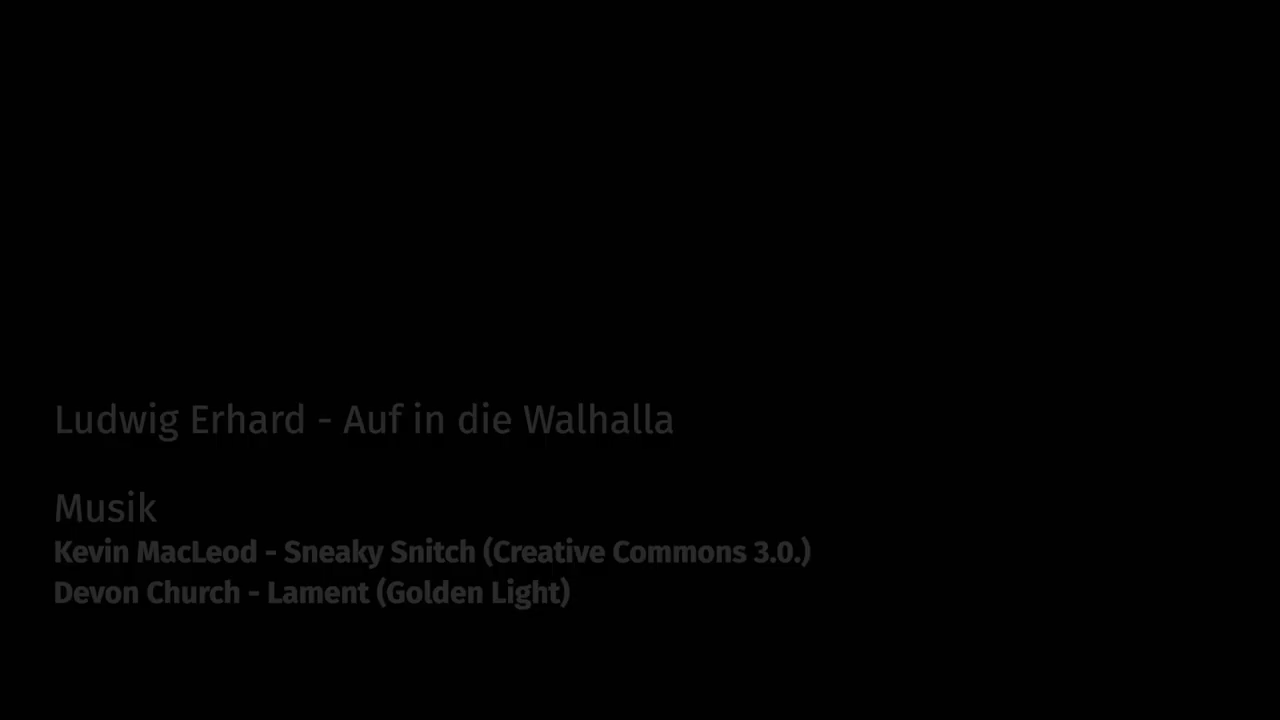 Ludwig Erhard - Auf in die Walhalla
Musik
Kevin MacLeod - Sneaky Snitch (Creative Commons 3.0.)
Devon Church - Lament (Golden Light)